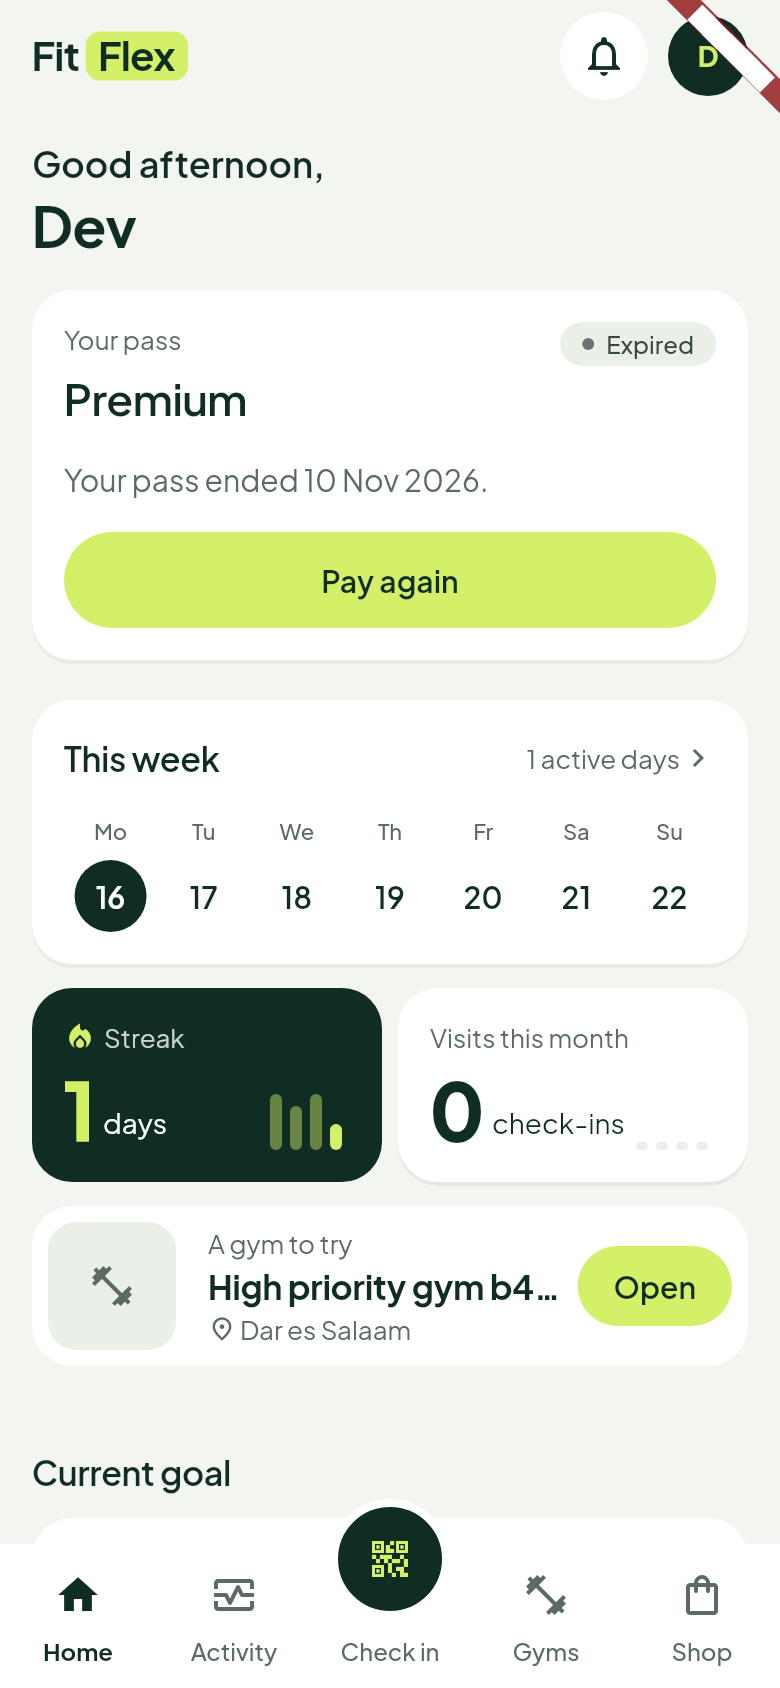 Fit Flex
D
Good afternoon,
Dev
Your pass
Expired
Premium
Your pass ended 10 Nov 2026.
Pay again
This week
1 active days
Mo Tu We Th Fr Sa Su
16 17 18 19 20 21 22
Streak
1 days
Visits this month
0 check-ins
A gym to try
High priority gym b4...
Dar es Salaam
Open
Current goal
Home
Activity
Check in
Gyms
Shop